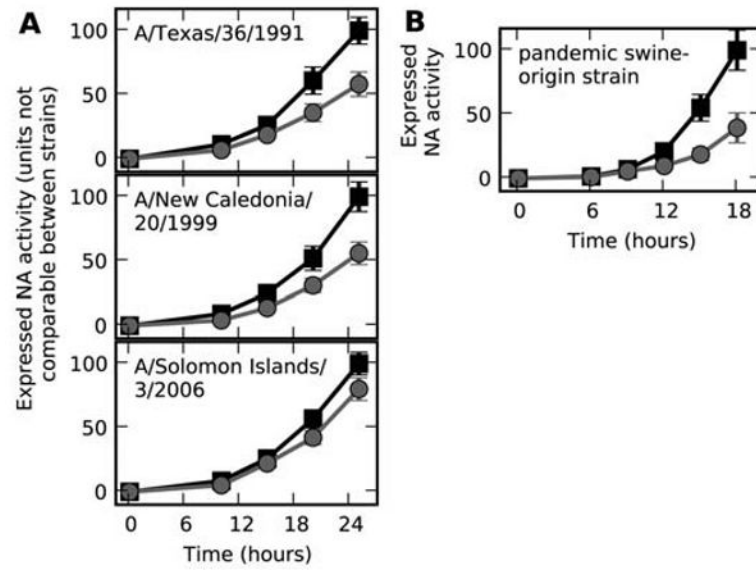 A
Expressed NA activity (units not
comparable between strains)
A/Texas/36/1991
100
50
0
A/New Caledonia/
20/1999
100
50
0
A/Solomon Islands/
3/2006
100
50
0
0 6 12 18 24
Time (hours)
B
Expressed
NA activity
pandemic swine-
origin strain
100
50
0
0 6 12 18
Time (hours)